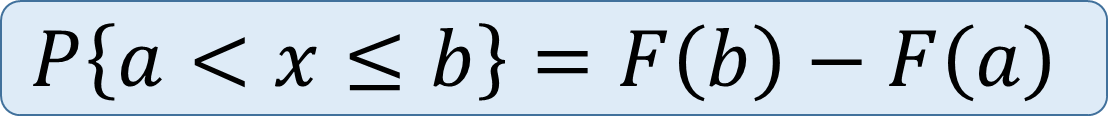 P{a < x ≤ b} = F(b) − F(a)